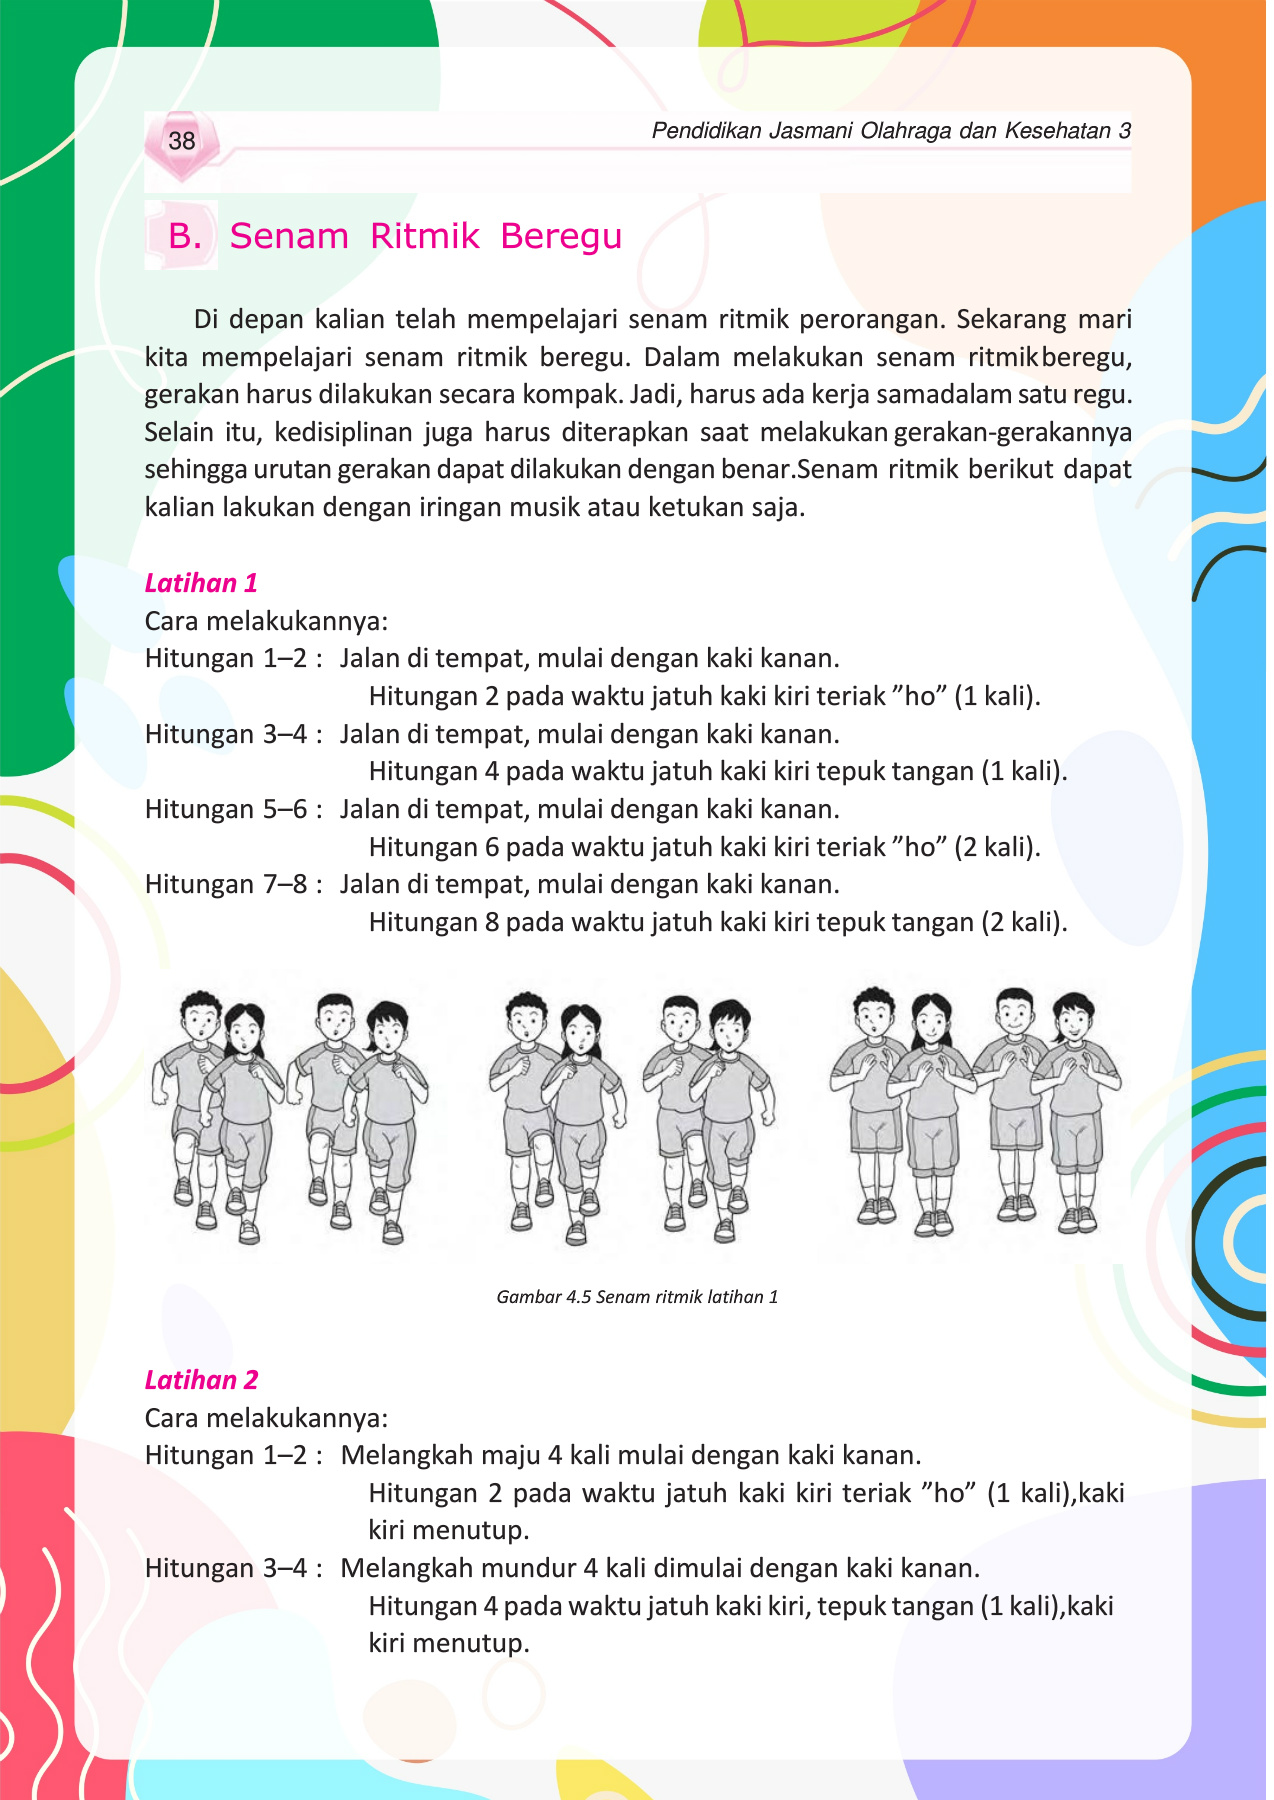 38
Pendidikan Jasmani Olahraga dan Kesehatan 3
B. Senam Ritmik Beregu
Di depan kalian telah mempelajari senam ritmik perorangan. Sekarang mari
kita mempelajari senam ritmik beregu. Dalam melakukan senam ritmikberegu,
gerakan harus dilakukan secara kompak. Jadi, harus ada kerja samadalam satu regu.
Selain itu, kedisiplinan juga harus diterapkan saat melakukan gerakan-gerakannya
sehingga urutan gerakan dapat dilakukan dengan benar.Senam ritmik berikut dapat
kalian lakukan dengan iringan musik atau ketukan saja.
Latihan 1
Cara melakukannya:
Hitungan 1–2 : Jalan di tempat, mulai dengan kaki kanan.
Hitungan 2 pada waktu jatuh kaki kiri teriak ”ho” (1 kali).
Hitungan 3–4 : Jalan di tempat, mulai dengan kaki kanan.
Hitungan 4 pada waktu jatuh kaki kiri tepuk tangan (1 kali).
Hitungan 5–6 : Jalan di tempat, mulai dengan kaki kanan.
Hitungan 6 pada waktu jatuh kaki kiri teriak ”ho” (2 kali).
Hitungan 7–8 : Jalan di tempat, mulai dengan kaki kanan.
Hitungan 8 pada waktu jatuh kaki kiri tepuk tangan (2 kali).
Gambar 4.5 Senam ritmik latihan 1
Latihan 2
Cara melakukannya:
Hitungan 1–2 : Melangkah maju 4 kali mulai dengan kaki kanan.
Hitungan 2 pada waktu jatuh kaki kiri teriak ”ho” (1 kali),kaki
kiri menutup.
Hitungan 3–4 : Melangkah mundur 4 kali dimulai dengan kaki kanan.
Hitungan 4 pada waktu jatuh kaki kiri, tepuk tangan (1 kali),kaki
kiri menutup.